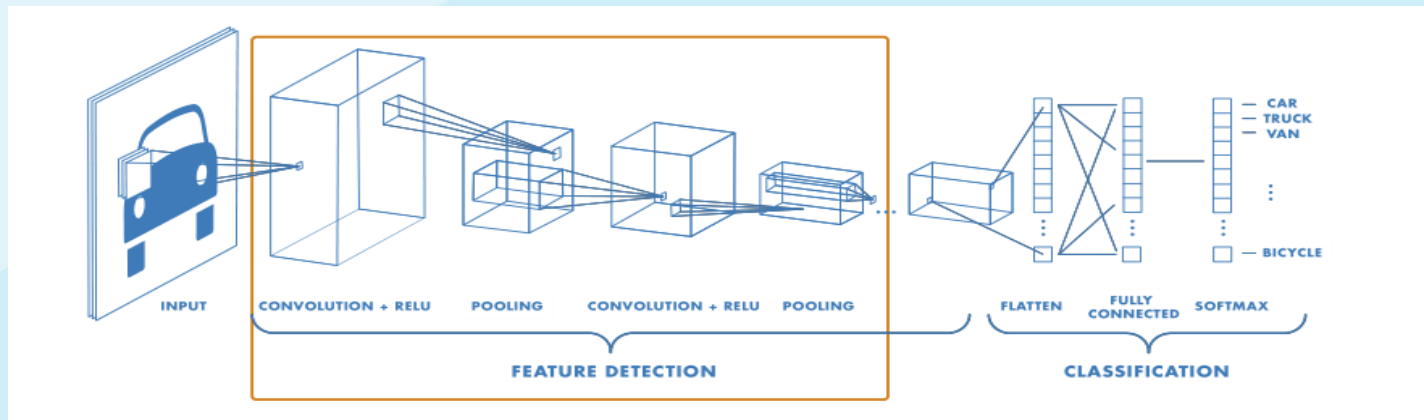 CAR
TRUCK
VAN
BICYCLE
INPUT
CONVOLUTION + RELU
POOLING
CONVOLUTION + RELU
POOLING
FLATTEN
FULLY
CONNECTED
SOFTMAX
FEATURE DETECTION
CLASSIFICATION